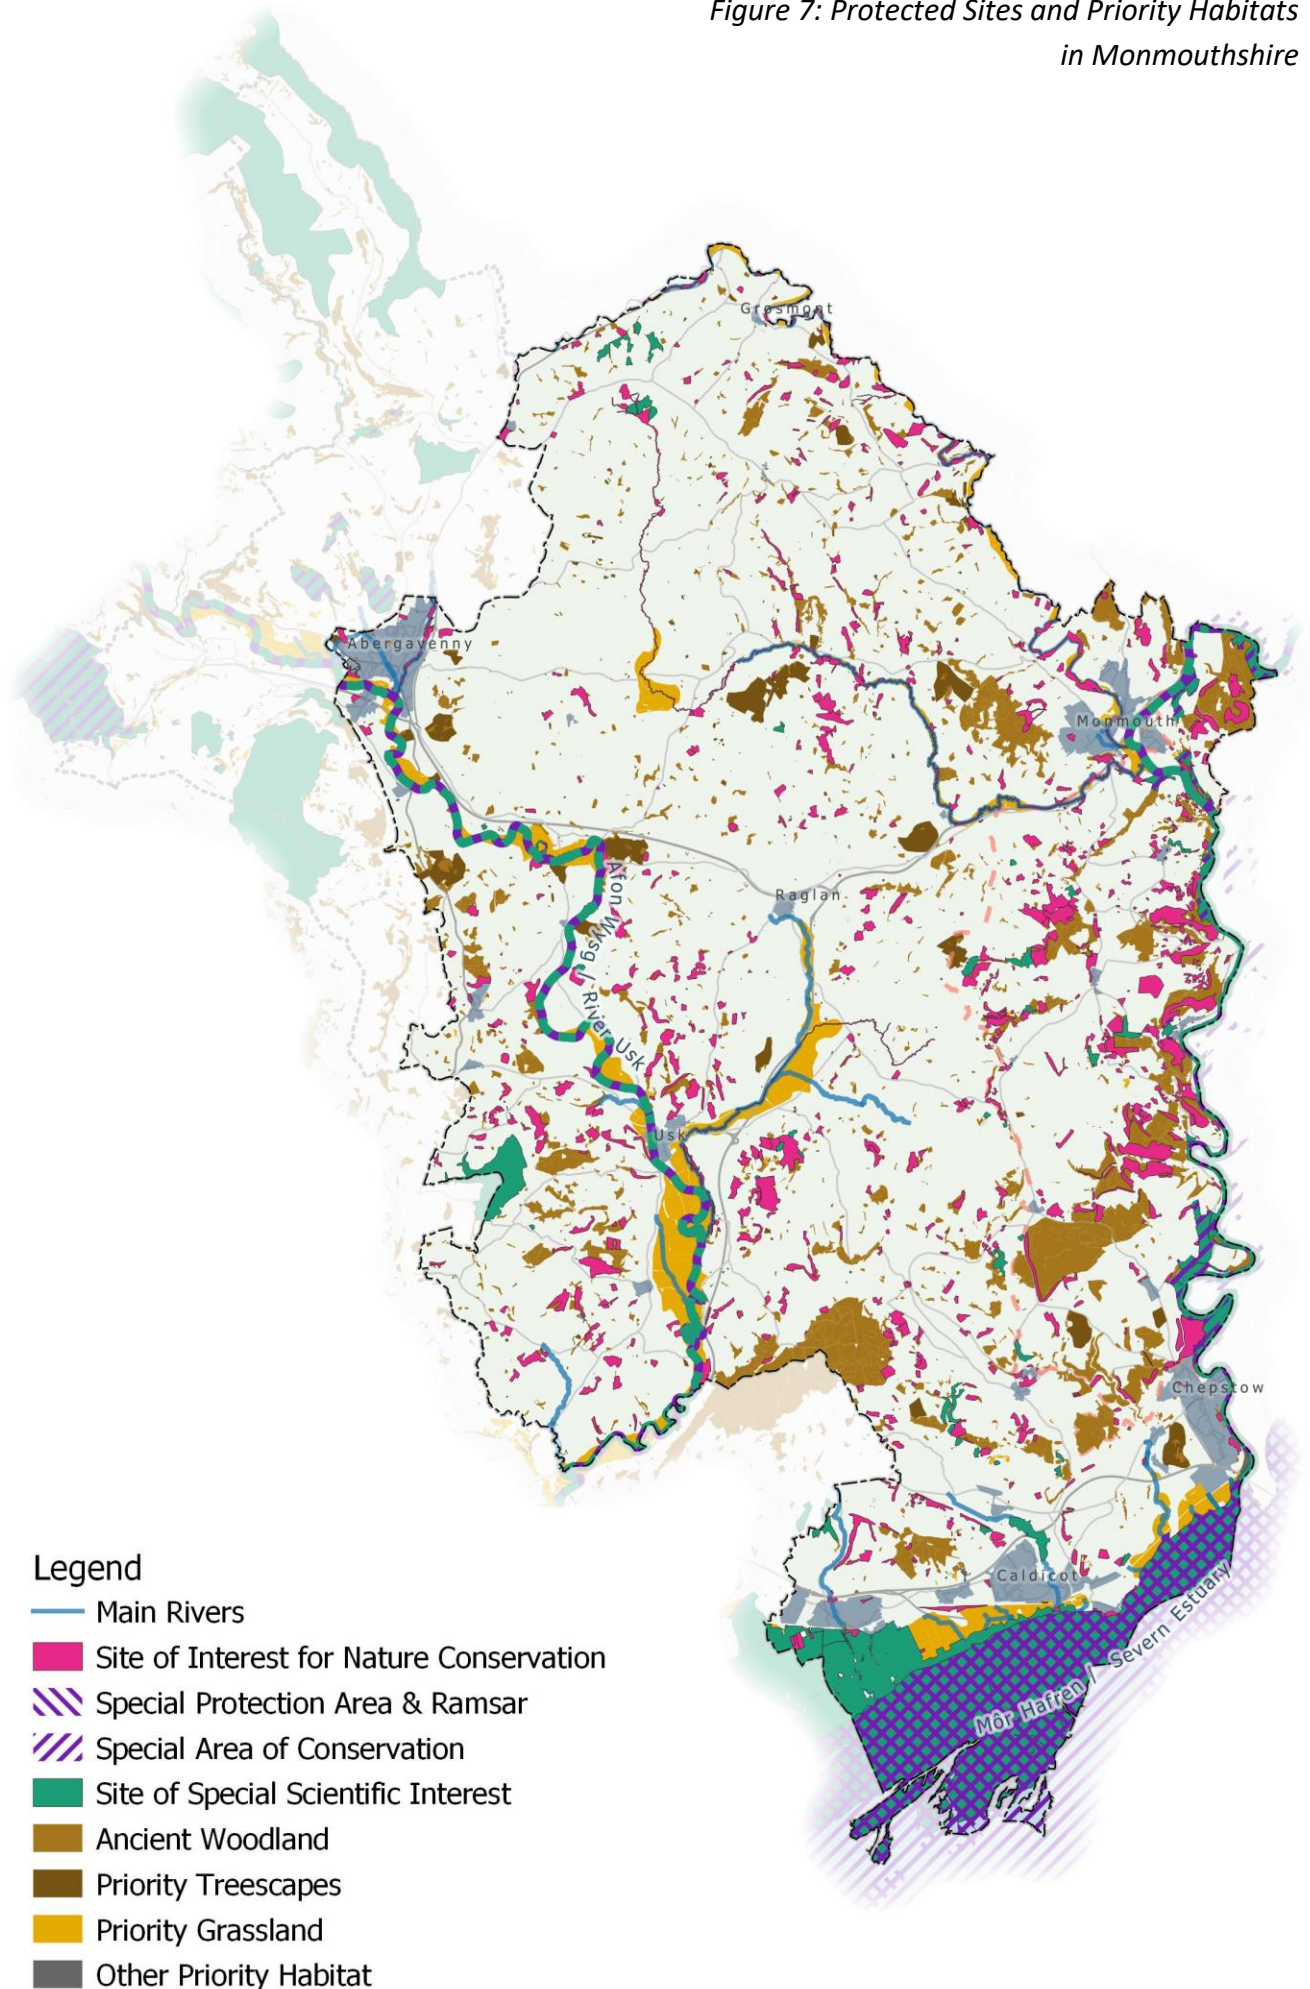 Figure 7: Protected Sites and Priority Habitats
in Monmouthshire
Grosmont
Abergavenny
Monmouth
Raglan
Afon Wysg / River Usk
Usk
Chepstow
Caldicot
Môr Hafren / Severn Estuary
Legend
Main Rivers
Site of Interest for Nature Conservation
Special Protection Area & Ramsar
Special Area of Conservation
Site of Special Scientific Interest
Ancient Woodland
Priority Treescapes
Priority Grassland
Other Priority Habitat